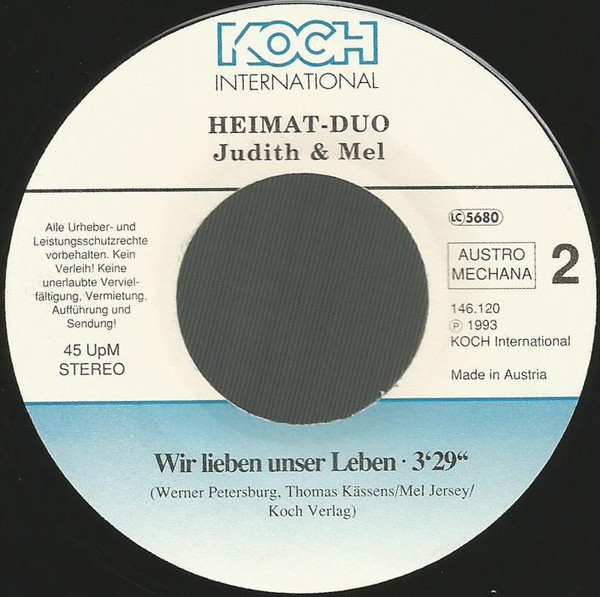 KOCH
INTERNATIONAL
HEIMAT-DUO
Judith & Mel
Alle Urheber- und
Leistungsschutzrechte
vorbehalten. Kein
Verleih! Keine
unerlaubte Verviel-
fältigung, Vermietung,
Aufführung und
Sendung!
45 UpM
STEREO
LC 5680
AUSTRO
MECHANA
2
146.120
℗ 1993
KOCH International
Made in Austria
Wir lieben unser Leben · 3‘29“
(Werner Petersburg, Thomas Kässens/Mel Jersey/
Koch Verlag)